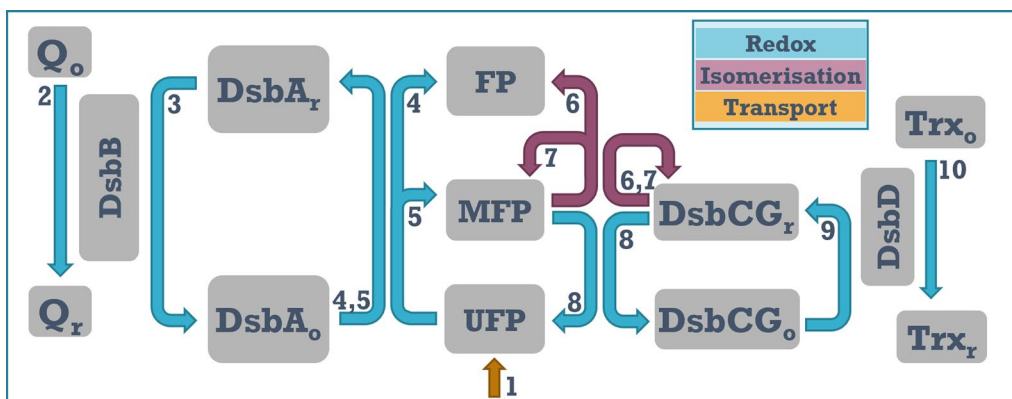 Qo
2
DsbB
Qr
3
DsbAr
DsbAo
4,5
4
FP
6
7
5
MFP
8
UFP
1
Redox
Isomerisation
Transport
6,7
DsbCGr
8
DsbCGo
9
DsbD
Trxo
10
Trxr